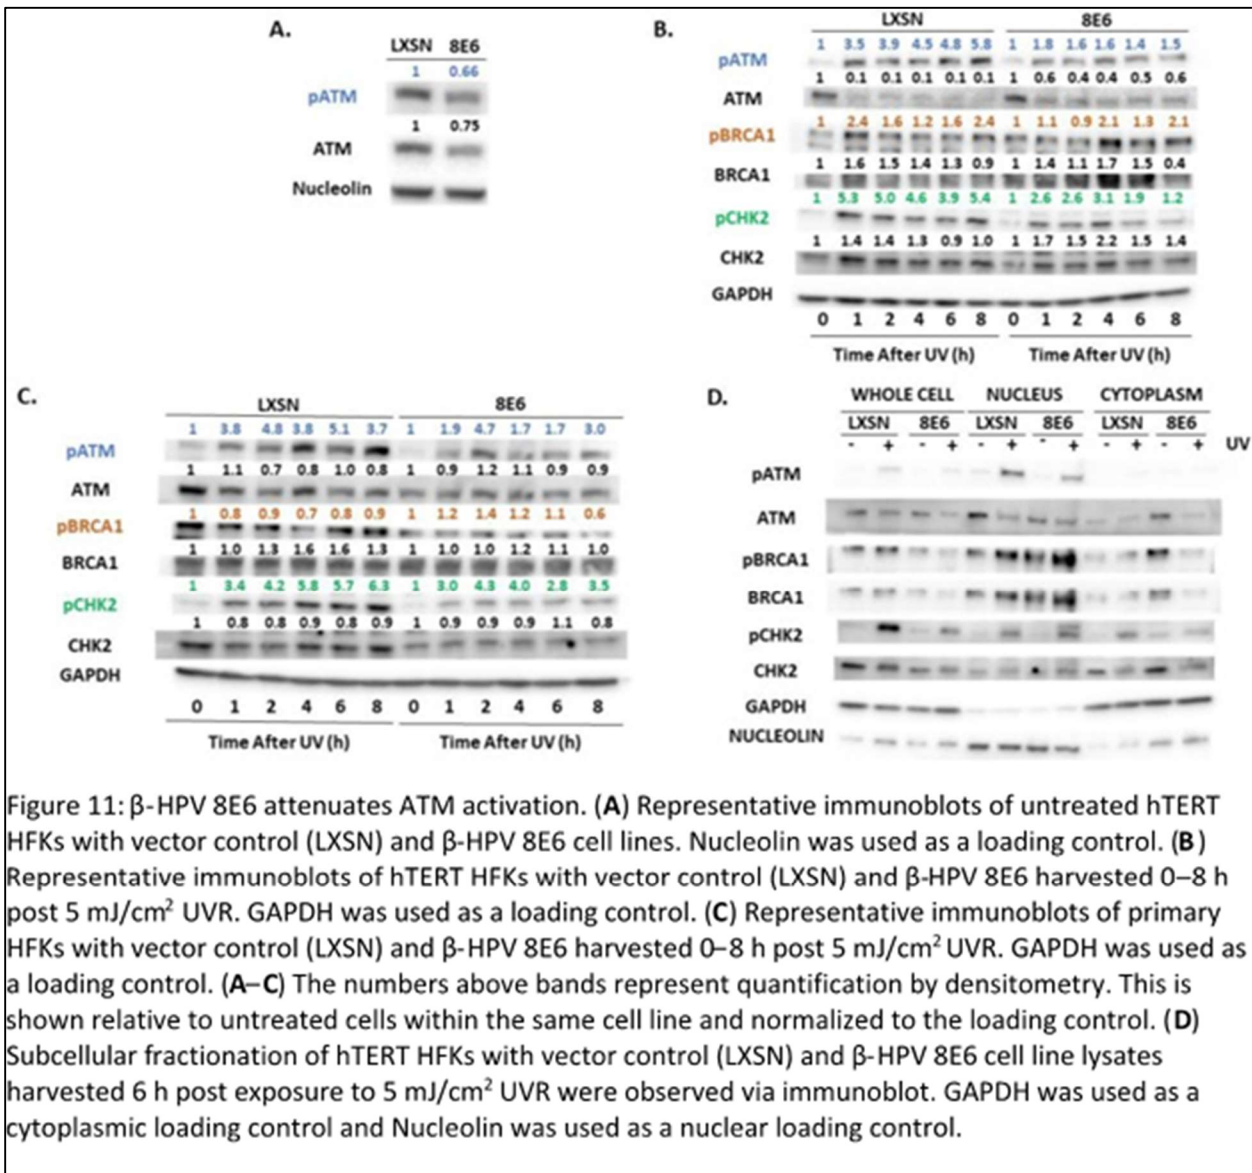 A.
LXSN 8E6
1 0.66
pATM
1 0.75
ATM
Nucleolin
B.
LXSN 8E6
1 3.5 3.9 4.5 4.8 5.8 1 1.8 1.6 1.6 1.4 1.5
pATM
1 0.1 0.1 0.1 0.1 0.1 1 0.6 0.4 0.4 0.5 0.6
ATM
1 2.4 1.6 1.2 1.6 2.4 1 1.1 0.9 2.1 1.3 2.1
pBRCA1
1 1.6 1.5 1.4 1.3 0.9 1 1.4 1.1 1.7 1.5 0.4
BRCA1
1 5.3 5.0 4.6 3.9 5.4 1 2.6 2.6 3.1 1.9 1.2
pCHK2
1 1.4 1.4 1.3 0.9 1.0 1 1.7 1.5 2.2 1.5 1.4
CHK2
GAPDH
0 1 2 4 6 8 0 1 2 4 6 8
Time After UV (h) Time After UV (h)
C.
LXSN 8E6
1 3.8 4.8 3.8 5.1 3.7 1 1.9 4.7 1.7 1.7 3.0
pATM
1 1.1 0.7 0.8 1.0 0.8 1 0.9 1.2 1.1 0.9 0.9
ATM
1 0.8 0.9 0.7 0.8 0.9 1 1.2 1.4 1.2 1.1 0.6
pBRCA1
1 1.0 1.3 1.6 1.6 1.3 1 1.0 1.0 1.2 1.1 1.0
BRCA1
1 3.4 4.2 5.8 5.7 6.3 1 3.0 4.3 4.0 2.8 3.5
pCHK2
1 0.8 0.8 0.9 0.8 0.9 1 0.9 0.9 0.9 1.1 0.8
CHK2
GAPDH
0 1 2 4 6 8 0 1 2 4 6 8
Time After UV (h) Time After UV (h)
D.
WHOLE CELL NUCLEUS CYTOPLASM
LXSN 8E6 LXSN 8E6 LXSN 8E6
- + - + - + - + - + - + UV
pATM
ATM
pBRCA1
BRCA1
pCHK2
CHK2
GAPDH
NUCLEOLIN
Figure 11: β-HPV 8E6 attenuates ATM activation. (A) Representative immunoblots of untreated hTERT
HFKs with vector control (LXSN) and β-HPV 8E6 cell lines. Nucleolin was used as a loading control. (B)
Representative immunoblots of hTERT HFKs with vector control (LXSN) and β-HPV 8E6 harvested 0–8 h
post 5 mJ/cm² UVR. GAPDH was used as a loading control. (C) Representative immunoblots of primary
HFKs with vector control (LXSN) and β-HPV 8E6 harvested 0–8 h post 5 mJ/cm² UVR. GAPDH was used as
a loading control. (A–C) The numbers above bands represent quantification by densitometry. This is
shown relative to untreated cells within the same cell line and normalized to the loading control. (D)
Subcellular fractionation of hTERT HFKs with vector control (LXSN) and β-HPV 8E6 cell line lysates
harvested 6 h post exposure to 5 mJ/cm² UVR were observed via immunoblot. GAPDH was used as a
cytoplasmic loading control and Nucleolin was used as a nuclear loading control.